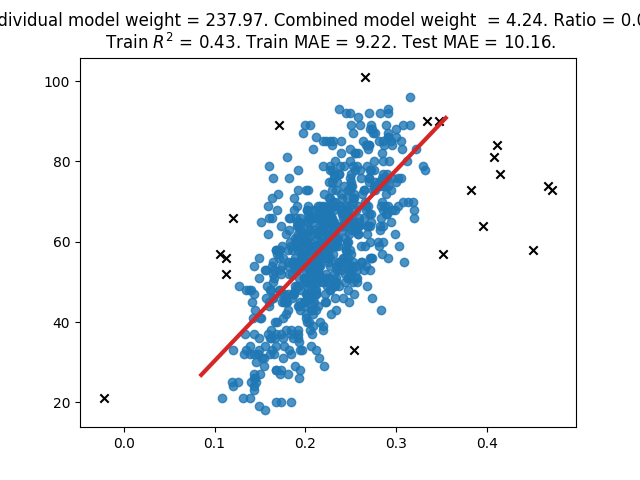 dividual model weight = 237.97. Combined model weight = 4.24. Ratio = 0.0
Train R² = 0.43. Train MAE = 9.22. Test MAE = 10.16.
100
80
60
40
20
0.0 0.1 0.2 0.3 0.4